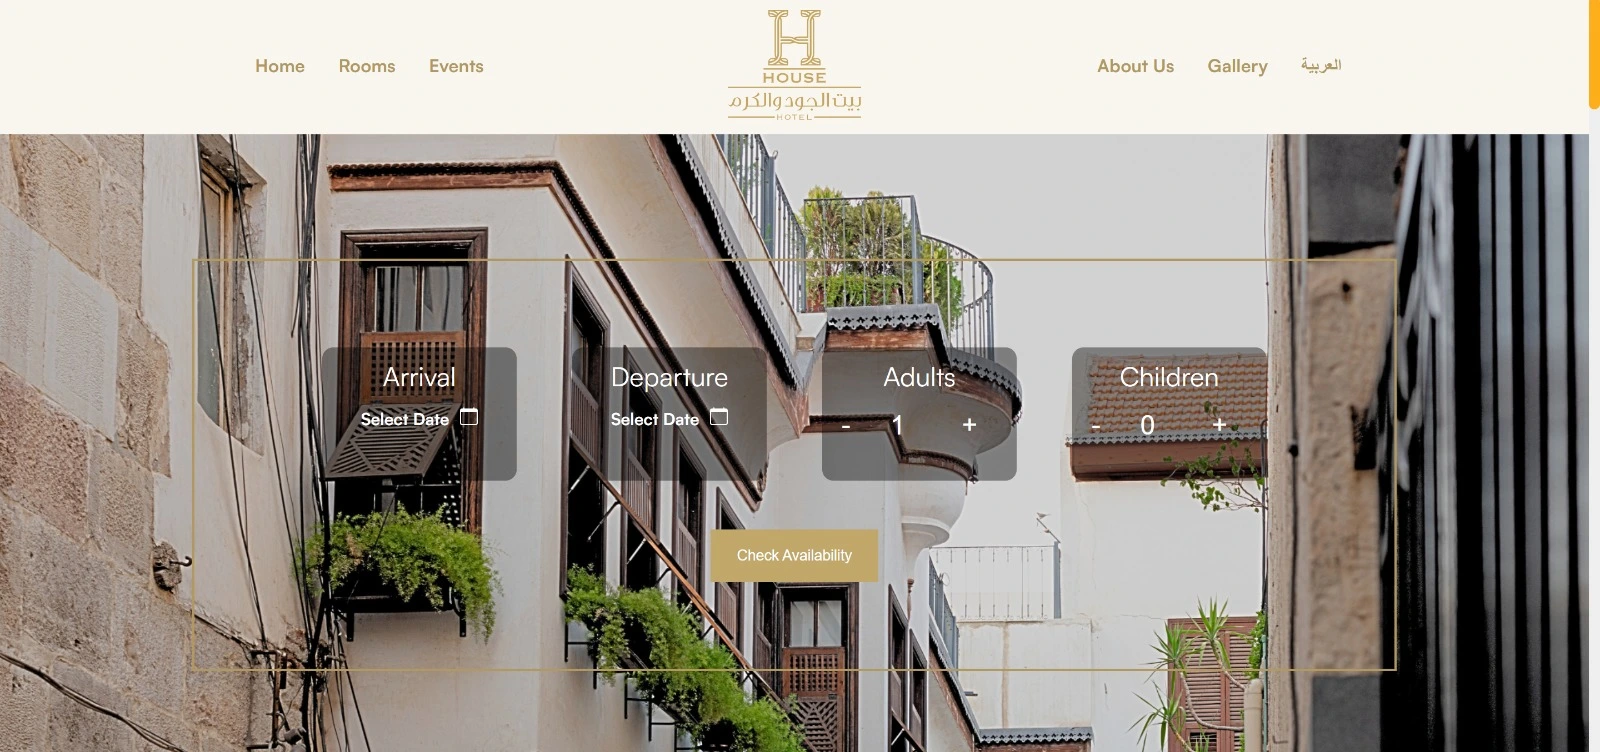 Home Rooms Events
H
HOUSE
بيت الجود والكرم
HOTEL
About Us Gallery العربية
Arrival
Select Date
Departure
Select Date
Adults
- 1 +
Children
- 0 +
Check Availability